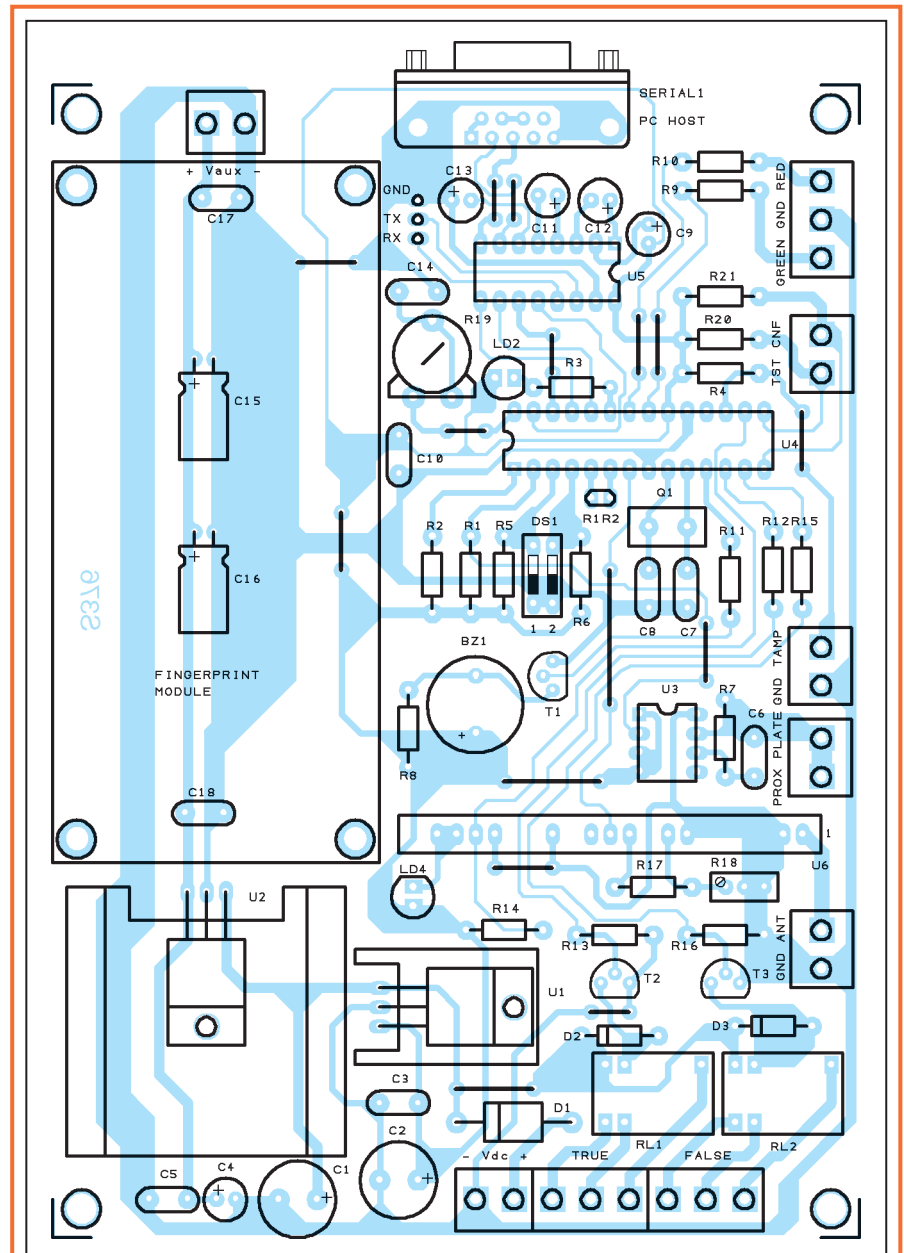 SERIAL1
PC HOST
+ Vaux -
C17
GND
TX
RX
C13
C11
C12
C9
R10
R9
GREEN GND RED
C14
U5
R21
R19
LD2
R3
R20
R4
TST CNF
C15
C10
U4
R1R2
Q1
R2
R1
R5
DS1
R11
R12
R15
C16
S376
1 2
R6
C8
C7
BZ1
T1
FINGERPRINT
MODULE
GND TAMP
U3
R7
C6
PROX PLATE
R8
C18
1
U6
LD4
R17
R18
U2
R14
R13
R16
GND ANT
T2
T3
U1
D2
D3
C3
D1
RL1
RL2
C2
- Vdc +
TRUE
FALSE
C5
C4
C1